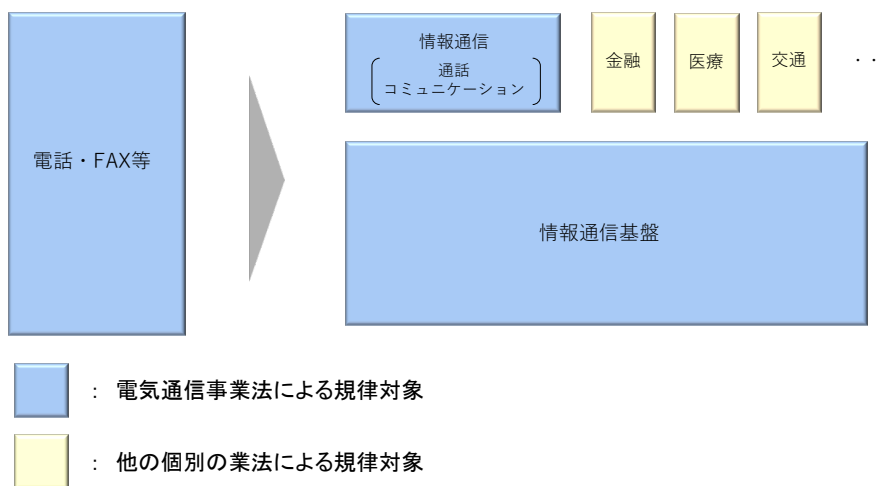 電話・FAX等
情報通信
通話
コミュニケーション
金融
医療
交通
・・
情報通信基盤
： 電気通信事業法による規律対象
： 他の個別の業法による規律対象